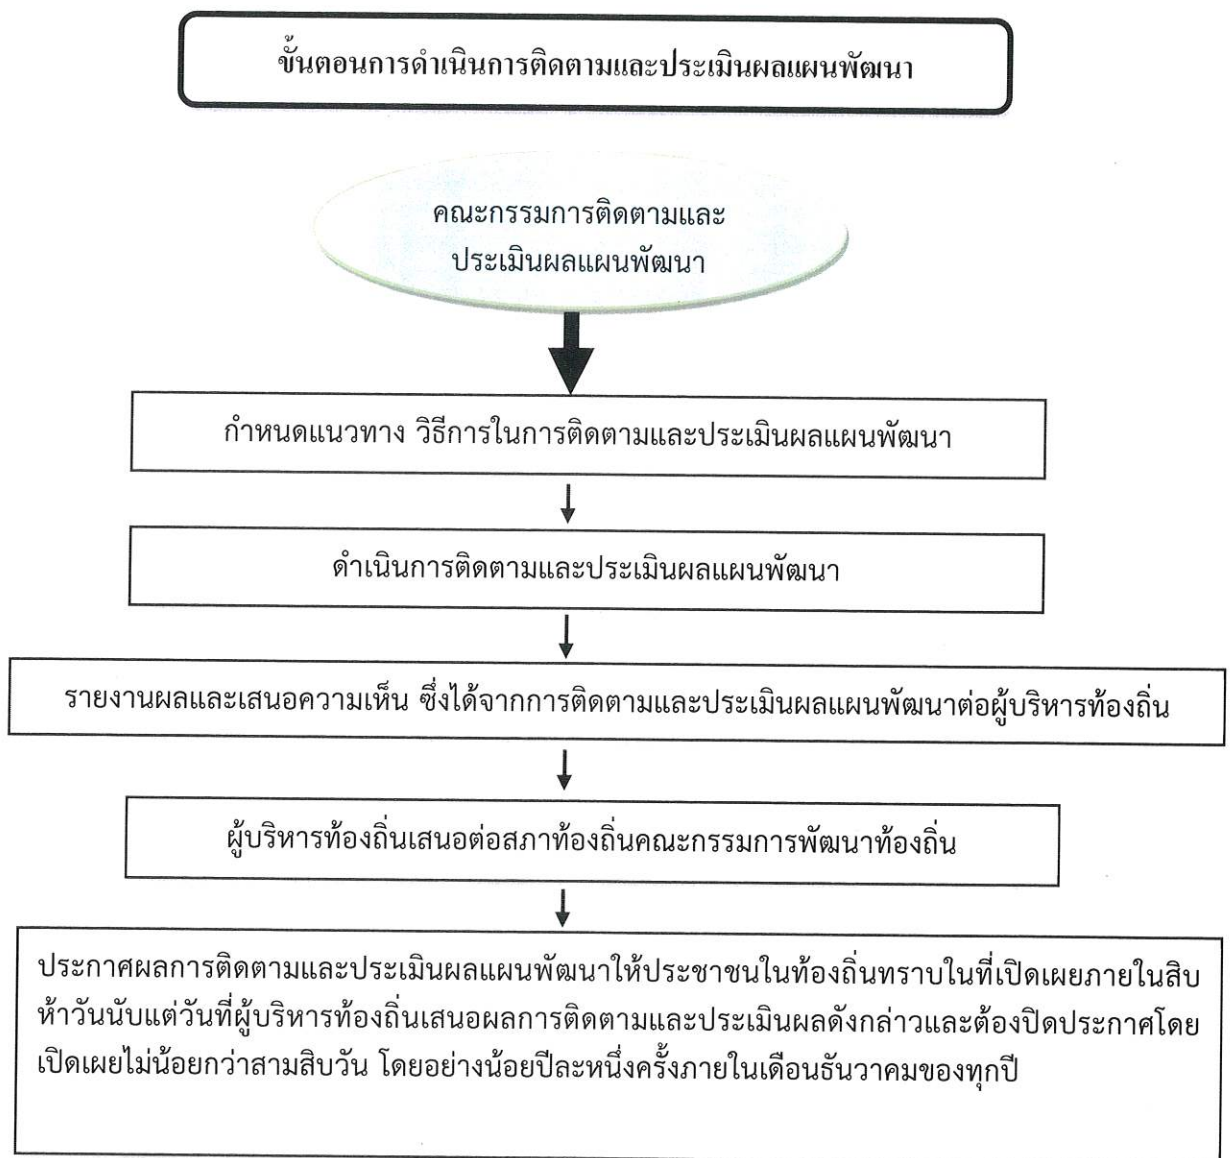 ขั้นตอนการดำเนินการติดตามและประเมินผลแผนพัฒนา
คณะกรรมการติดตามและ
ประเมินผลแผนพัฒนา
กำหนดแนวทาง วิธีการในการติดตามและประเมินผลแผนพัฒนา
ดำเนินการติดตามและประเมินผลแผนพัฒนา
รายงานผลและเสนอความเห็น ซึ่งได้จากการติดตามและประเมินผลแผนพัฒนาต่อผู้บริหารท้องถิ่น
ผู้บริหารท้องถิ่นเสนอต่อสภาท้องถิ่นคณะกรรมการพัฒนาท้องถิ่น
ประกาศผลการติดตามและประเมินผลแผนพัฒนาให้ประชาชนในท้องถิ่นทราบในที่เปิดเผยภายในสิบ
ห้าวันนับแต่วันที่ผู้บริหารท้องถิ่นเสนอผลการติดตามและประเมินผลดังกล่าวและต้องปิดประกาศโดย
เปิดเผยไม่น้อยกว่าสามสิบวัน โดยอย่างน้อยปีละหนึ่งครั้งภายในเดือนธันวาคมของทุกปี